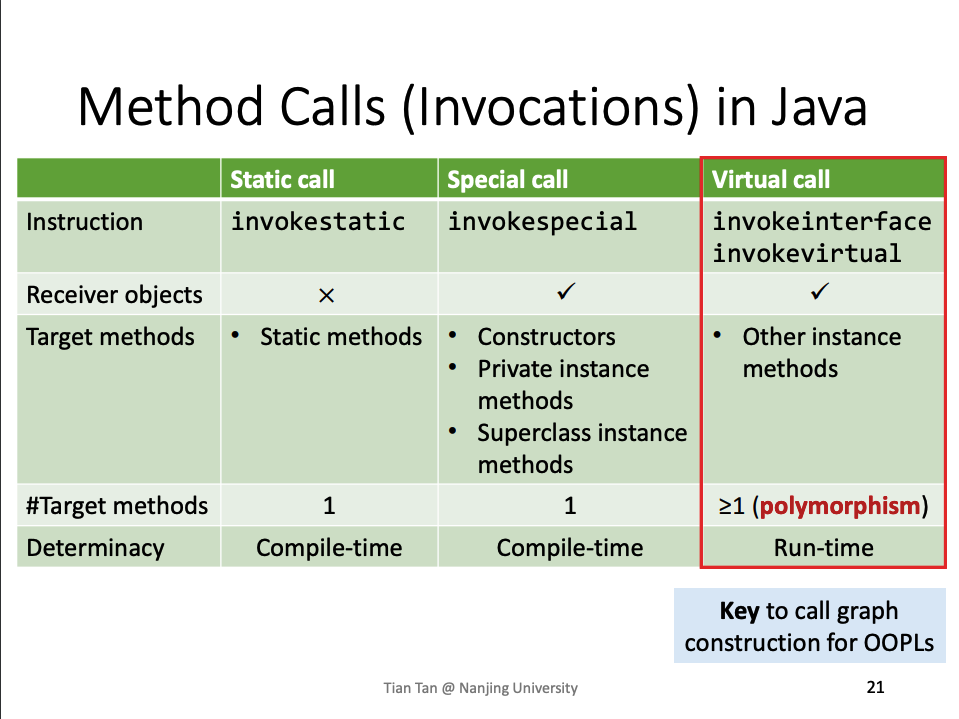 Method Calls (Invocations) in Java
Static call Special call Virtual call
Instruction invokestatic invokespecial invokeinterface
invokevirtual
Receiver objects × ✓ ✓
Target methods • Static methods • Constructors • Other instance
• Private instance methods
methods
• Superclass instance
methods
#Target methods 1 1 ≥1 (polymorphism)
Determinacy Compile-time Compile-time Run-time
Key to call graph
construction for OOPLs
Tian Tan @ Nanjing University 21